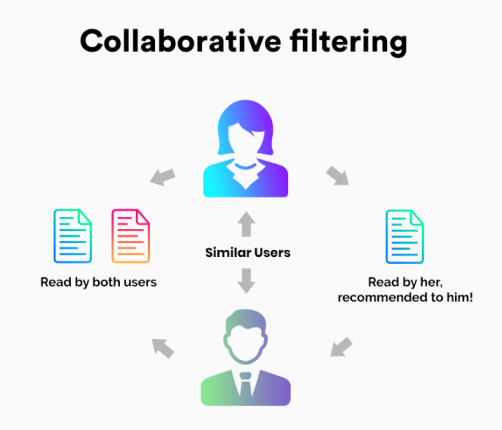 Collaborative filtering
Similar Users
Read by both users
Read by her,
recommended to him!